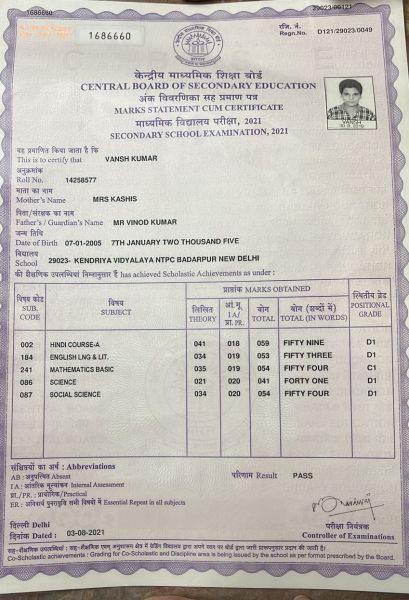 1686660
29023/00121
1686660
रजि. नं.
Regn.No. D121/29023/0049
केन्द्रीय माध्यमिक शिक्षा बोर्ड
CENTRAL BOARD OF SECONDARY EDUCATION
अंक विवरणिका सह प्रमाण पत्र
MARKS STATEMENT CUM CERTIFICATE
माध्यमिक विद्यालय परीक्षा, 2021
SECONDARY SCHOOL EXAMINATION, 2021
VANSH
यह प्रमाणित किया जाता है कि
This is to certify that VANSH KUMAR
अनुक्रमांक
Roll No. 14258577
माता का नाम
Mother's Name MRS KASHIS
पिता/संरक्षक का नाम
Father's / Guardian's Name MR VINOD KUMAR
जन्म तिथि
Date of Birth 07-01-2005 7TH JANUARY TWO THOUSAND FIVE
विद्यालय
School 29023- KENDRIYA VIDYALAYA NTPC BADARPUR NEW DELHI
की शैक्षणिक उपलब्धियां निम्नानुसार हैं has achieved Scholastic Achievements as under :
विषय कोड SUB. CODE विषय SUBJECT प्राप्तांक MARKS OBTAINED स्थितीय ग्रेड POSITIONAL GRADE
लिखित THEORY आं.मू. IA/ प्रा. PR. योग TOTAL योग (शब्दों में) TOTAL (IN WORDS)
002 HINDI COURSE-A 041 018 059 FIFTY NINE D1
184 ENGLISH LNG & LIT. 034 019 053 FIFTY THREE D1
241 MATHEMATICS BASIC 035 019 054 FIFTY FOUR C1
086 SCIENCE 021 020 041 FORTY ONE D1
087 SOCIAL SCIENCE 034 020 054 FIFTY FOUR D1
संक्षिप्तियों का अर्थ : Abbreviations
AB : अनुपस्थित Absent
IA : आंतरिक मूल्यांकन Internal Assessment
प्रा./PR. : प्रायोगिक/Practical
ER : अनिवार्य पुनरावृत्ति सभी विषयों में Essential Repeat in all subjects
परिणाम Result PASS
दिल्ली Delhi
दिनांक Dated : 03-08-2021
परीक्षा नियंत्रक
Controller of Examinations
Co-Scholastic achievements : Grading for Co-Scholastic and Discipline area is being issued by the school as per format prescribed by the Board.